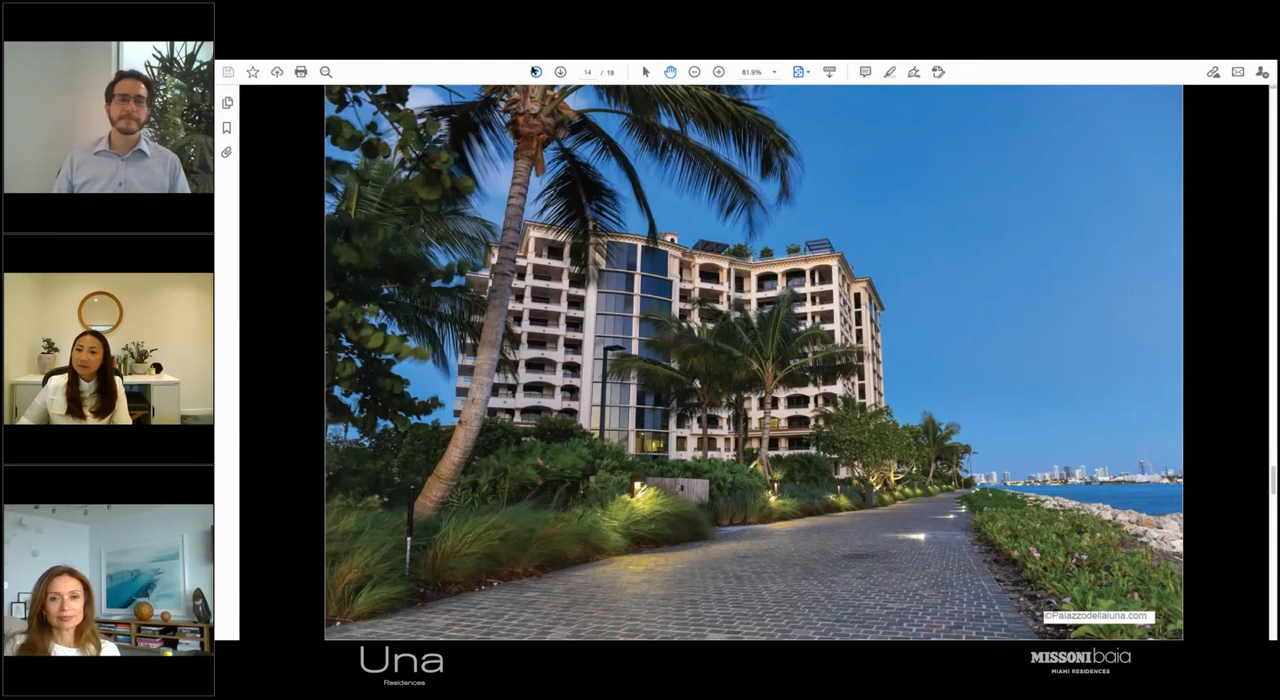 14 / 18
81.9%
©Palazzodellaluna.com
Una
Residences
MISSONI baia
MIAMI RESIDENCES